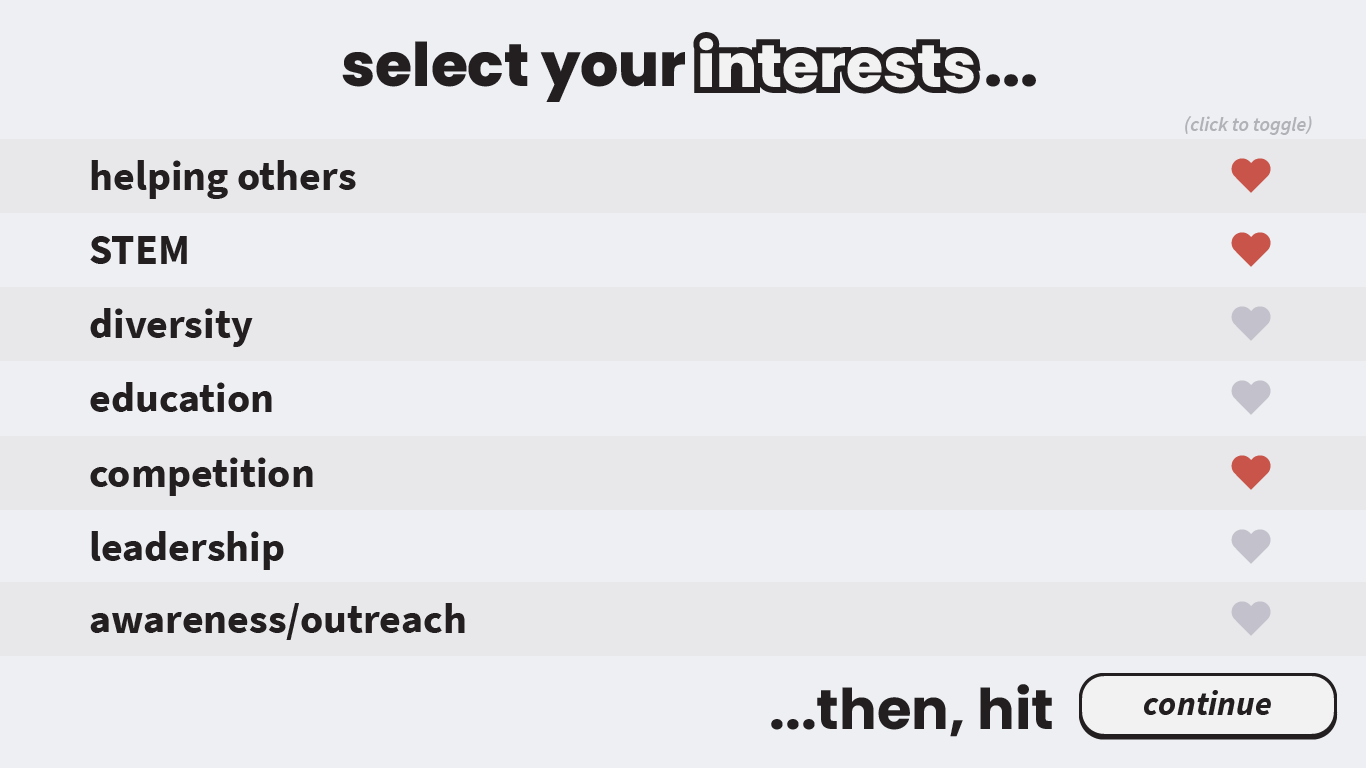 select your interests...
(click to toggle)
helping others
STEM
diversity
education
competition
leadership
awareness/outreach
...then, hit continue